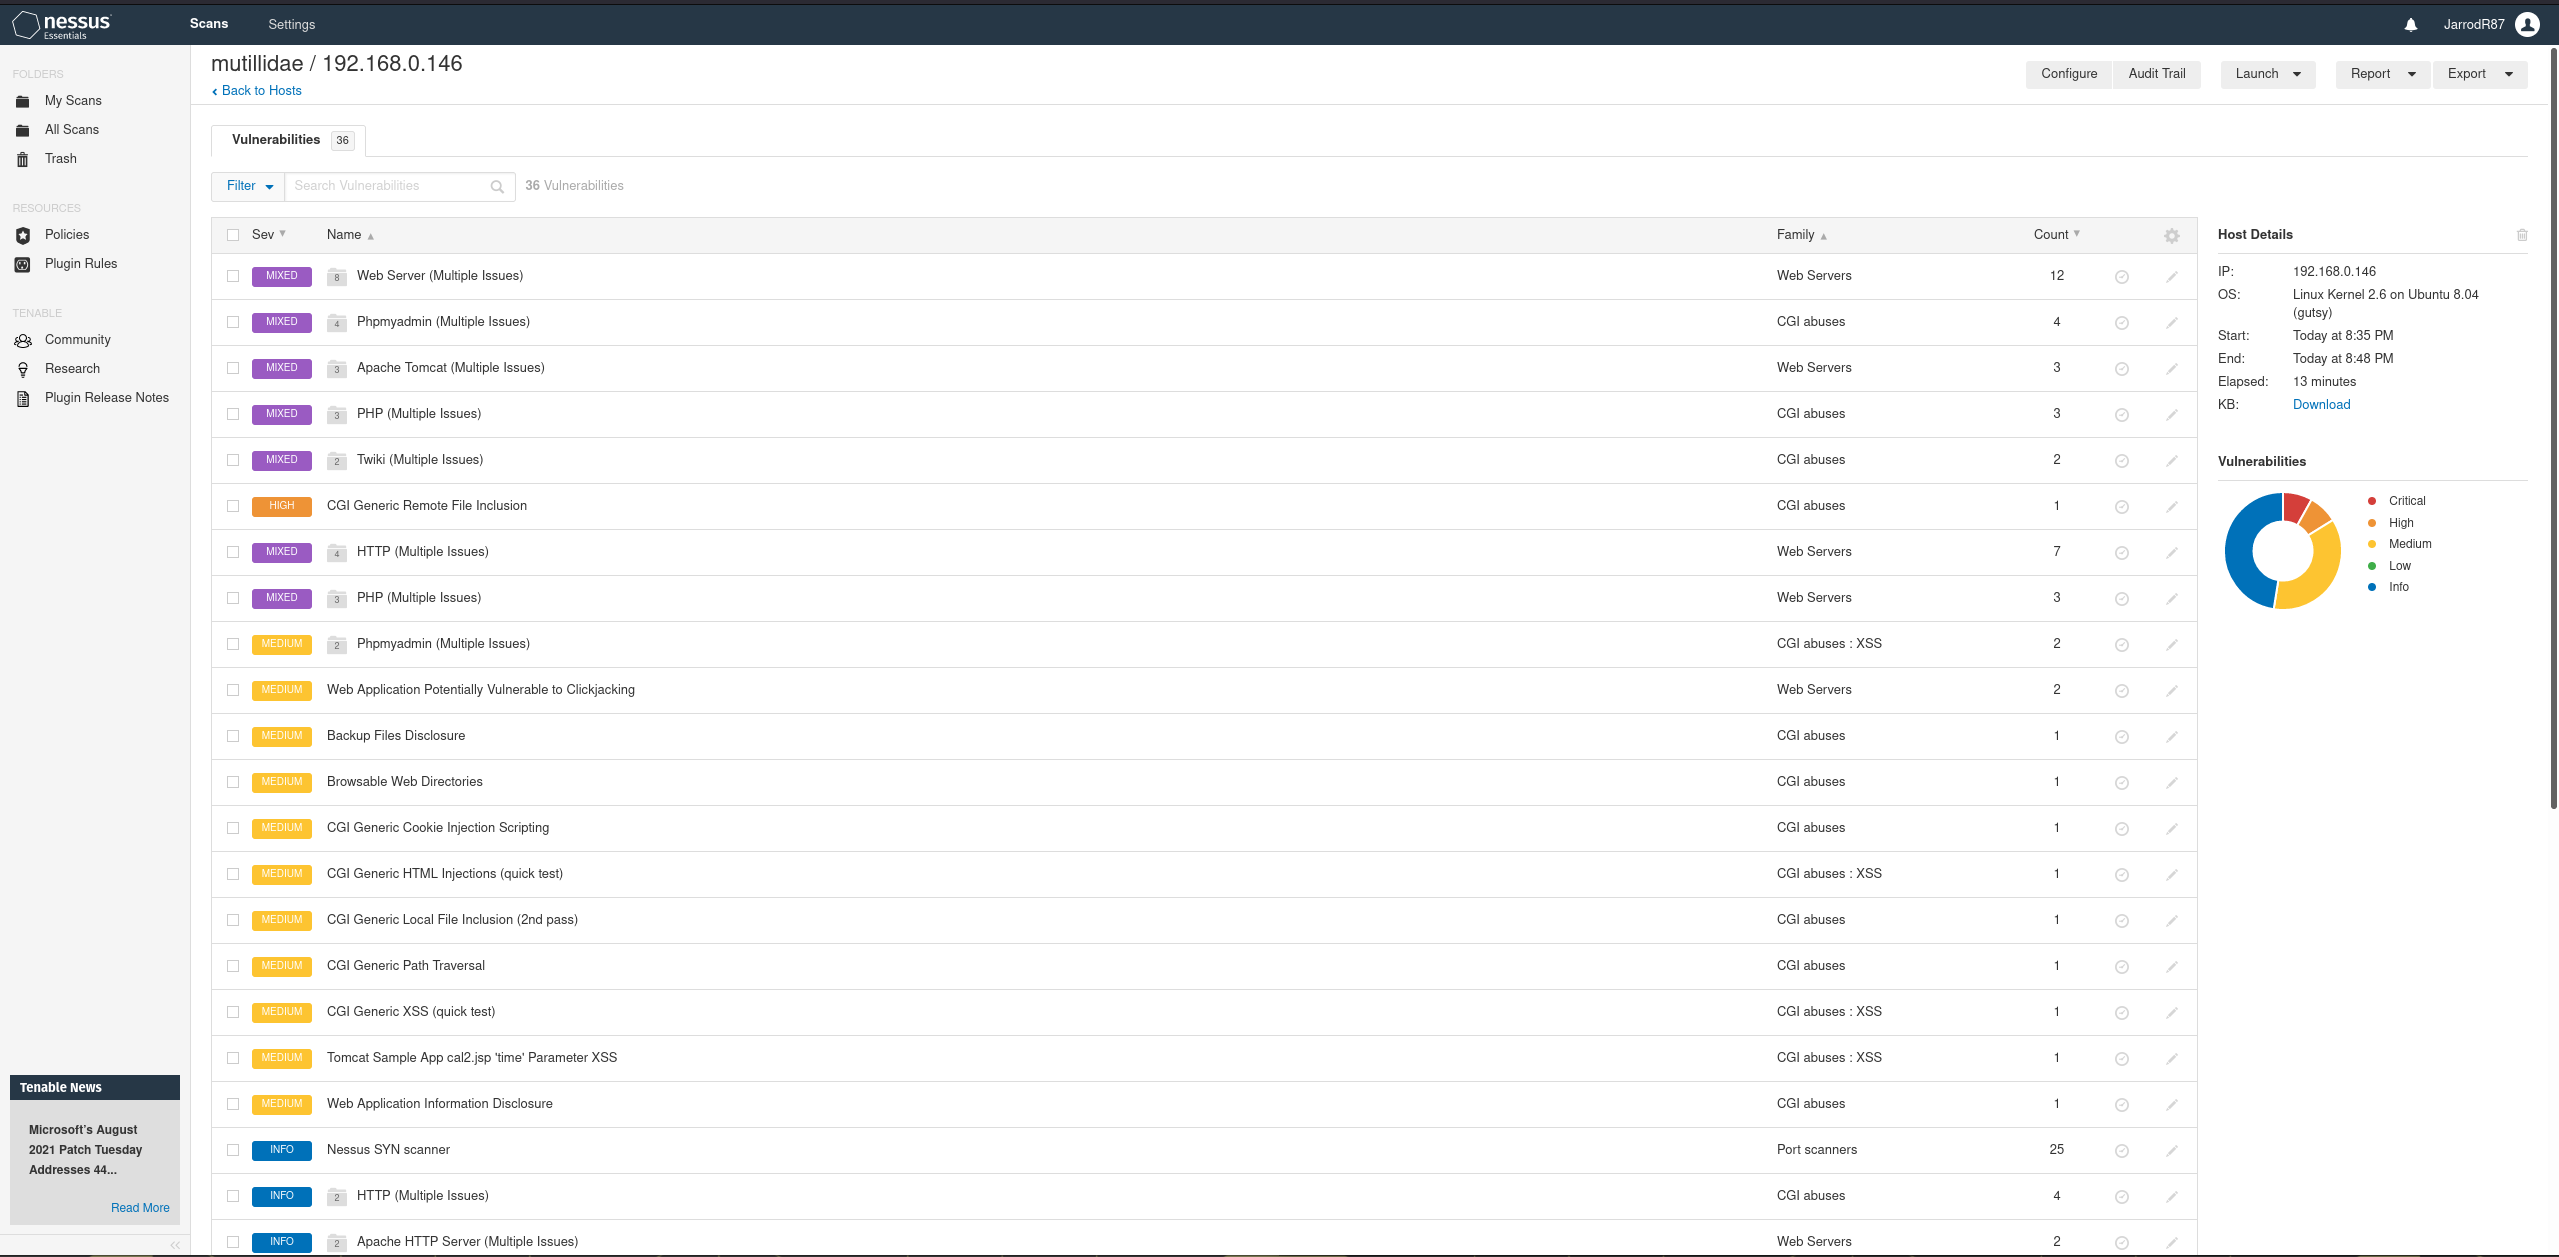 nessus
Essentials
Scans
Settings
JarrodR87
FOLDERS
My Scans
All Scans
Trash
RESOURCES
Policies
Plugin Rules
TENABLE
Community
Research
Plugin Release Notes
Tenable News
Microsoft's August
2021 Patch Tuesday
Addresses 44...
Read More
mutillidae / 192.168.0.146
Back to Hosts
Configure
Audit Trail
Launch
Report
Export
Vulnerabilities 36
Filter
Search Vulnerabilities
36 Vulnerabilities
Sev Name Family Count
MIXED 8 Web Server (Multiple Issues) Web Servers 12
MIXED 4 Phpmyadmin (Multiple Issues) CGI abuses 4
MIXED 3 Apache Tomcat (Multiple Issues) Web Servers 3
MIXED 3 PHP (Multiple Issues) CGI abuses 3
MIXED 2 Twiki (Multiple Issues) CGI abuses 2
HIGH CGI Generic Remote File Inclusion CGI abuses 1
MIXED 4 HTTP (Multiple Issues) Web Servers 7
MIXED 3 PHP (Multiple Issues) Web Servers 3
MEDIUM 2 Phpmyadmin (Multiple Issues) CGI abuses : XSS 2
MEDIUM Web Application Potentially Vulnerable to Clickjacking Web Servers 2
MEDIUM Backup Files Disclosure CGI abuses 1
MEDIUM Browsable Web Directories CGI abuses 1
MEDIUM CGI Generic Cookie Injection Scripting CGI abuses 1
MEDIUM CGI Generic HTML Injections (quick test) CGI abuses : XSS 1
MEDIUM CGI Generic Local File Inclusion (2nd pass) CGI abuses 1
MEDIUM CGI Generic Path Traversal CGI abuses 1
MEDIUM CGI Generic XSS (quick test) CGI abuses : XSS 1
MEDIUM Tomcat Sample App cal2.jsp 'time' Parameter XSS CGI abuses : XSS 1
MEDIUM Web Application Information Disclosure CGI abuses 1
INFO Nessus SYN scanner Port scanners 25
INFO 2 HTTP (Multiple Issues) CGI abuses 4
INFO 2 Apache HTTP Server (Multiple Issues) Web Servers 2
Host Details
IP: 192.168.0.146
OS: Linux Kernel 2.6 on Ubuntu 8.04
(gutsy)
Start: Today at 8:35 PM
End: Today at 8:48 PM
Elapsed: 13 minutes
KB: Download
Vulnerabilities
Critical
High
Medium
Low
Info